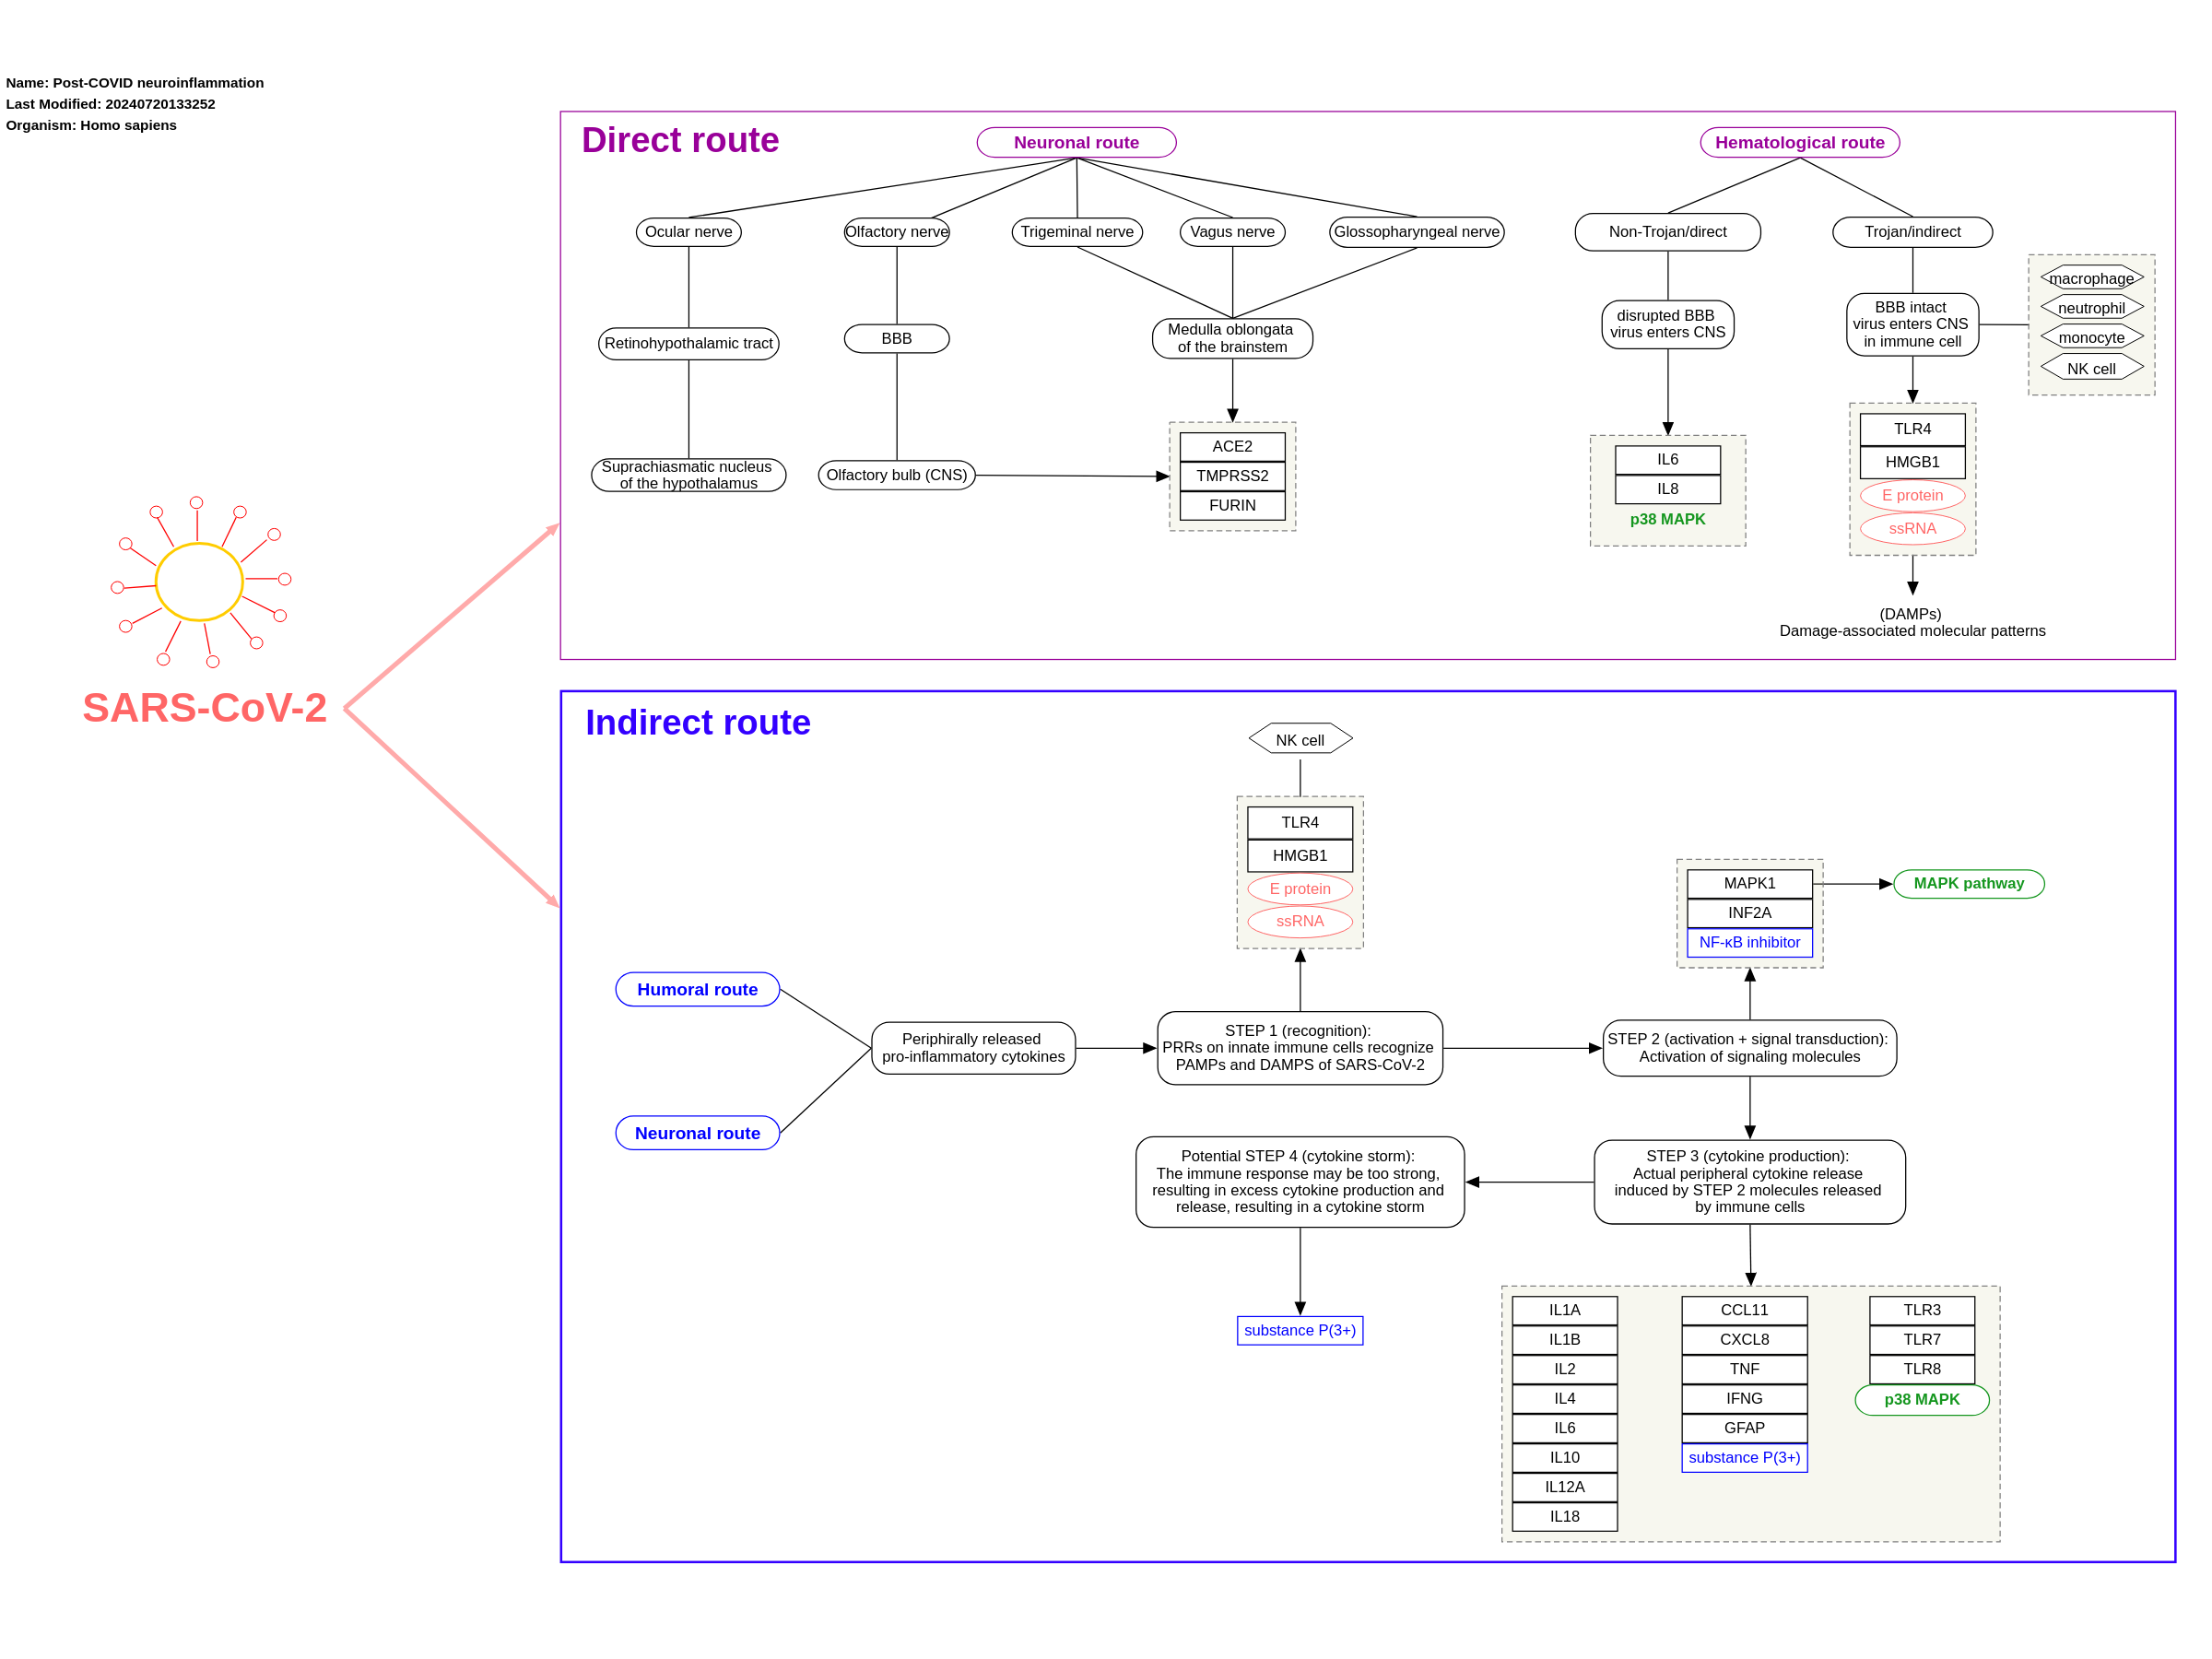 Name: Post-COVID neuroinflammation
Last Modified: 20240720133252
Organism: Homo sapiens
SARS-CoV-2
Direct route
Neuronal route
Hematological route
Ocular nerve
Olfactory nerve
Trigeminal nerve
Vagus nerve
Glossopharyngeal nerve
Non-Trojan/direct
Trojan/indirect
macrophage
neutrophil
monocyte
NK cell
Retinohypothalamic tract
BBB
Medulla oblongata
of the brainstem
disrupted BBB
virus enters CNS
BBB intact
virus enters CNS
in immune cell
Suprachiasmatic nucleus
of the hypothalamus
Olfactory bulb (CNS)
ACE2
TMPRSS2
FURIN
IL6
IL8
p38 MAPK
TLR4
HMGB1
E protein
ssRNA
(DAMPs)
Damage-associated molecular patterns
Indirect route
NK cell
TLR4
HMGB1
E protein
ssRNA
MAPK1
INF2A
NF-κB inhibitor
MAPK pathway
Humoral route
Neuronal route
Periphirally released
pro-inflammatory cytokines
STEP 1 (recognition):
PRRs on innate immune cells recognize
PAMPs and DAMPS of SARS-CoV-2
STEP 2 (activation + signal transduction):
Activation of signaling molecules
Potential STEP 4 (cytokine storm):
The immune response may be too strong,
resulting in excess cytokine production and
release, resulting in a cytokine storm
STEP 3 (cytokine production):
Actual peripheral cytokine release
induced by STEP 2 molecules released
by immune cells
substance P(3+)
IL1A
IL1B
IL2
IL4
IL6
IL10
IL12A
IL18
CCL11
CXCL8
TNF
IFNG
GFAP
substance P(3+)
TLR3
TLR7
TLR8
p38 MAPK